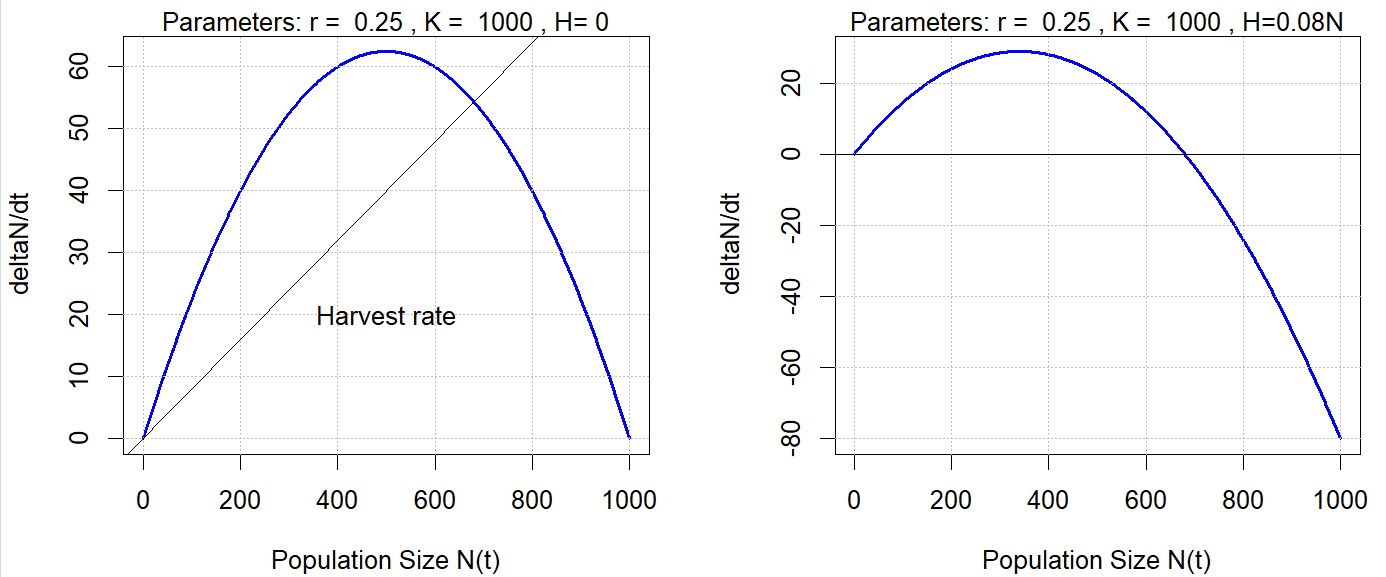 Parameters: r =  0.25 , K =  1000 , H= 0
deltaN/dt
60
50
40
30
20
10
0
Harvest rate
0 200 400 600 800 1000
Population Size N(t)
Parameters: r =  0.25 , K =  1000 , H=0.08N
deltaN/dt
20
0
-20
-40
-60
-80
0 200 400 600 800 1000
Population Size N(t)